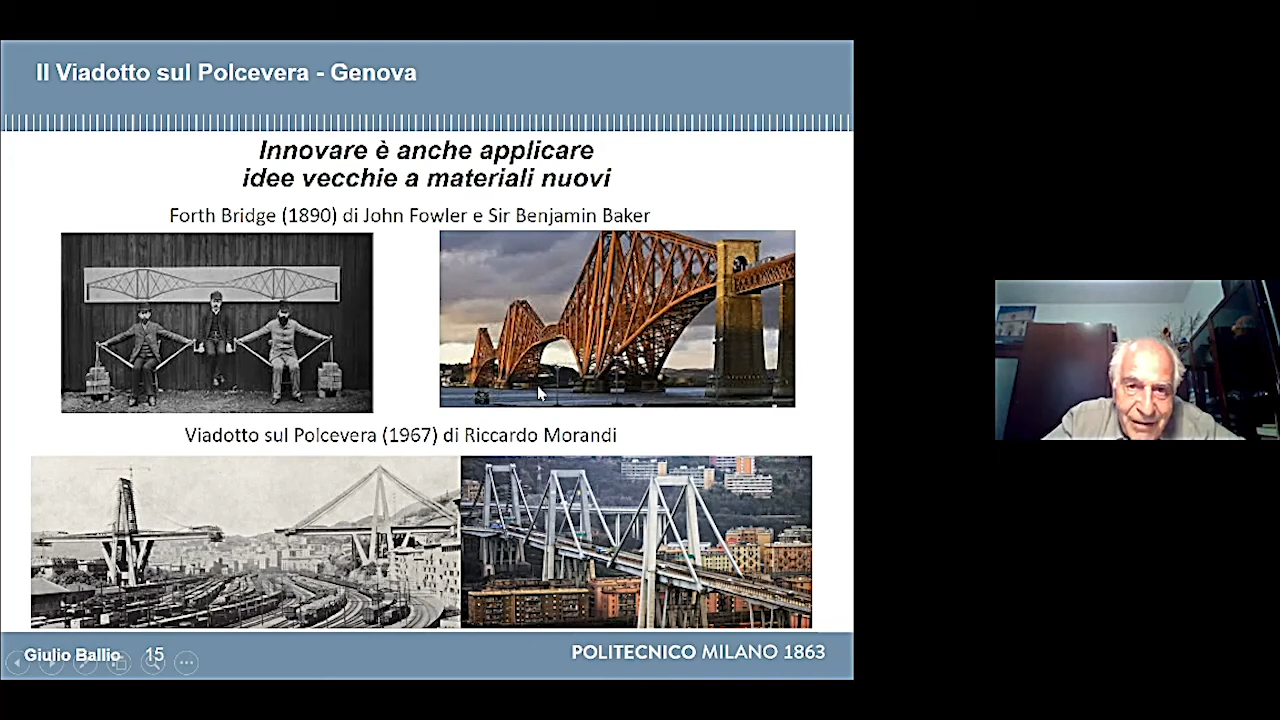 Il Viadotto sul Polcevera - Genova
Innovare è anche applicare
idee vecchie a materiali nuovi
Forth Bridge (1890) di John Fowler e Sir Benjamin Baker
Viadotto sul Polcevera (1967) di Riccardo Morandi
Giulio Ballio 15
POLITECNICO MILANO 1863